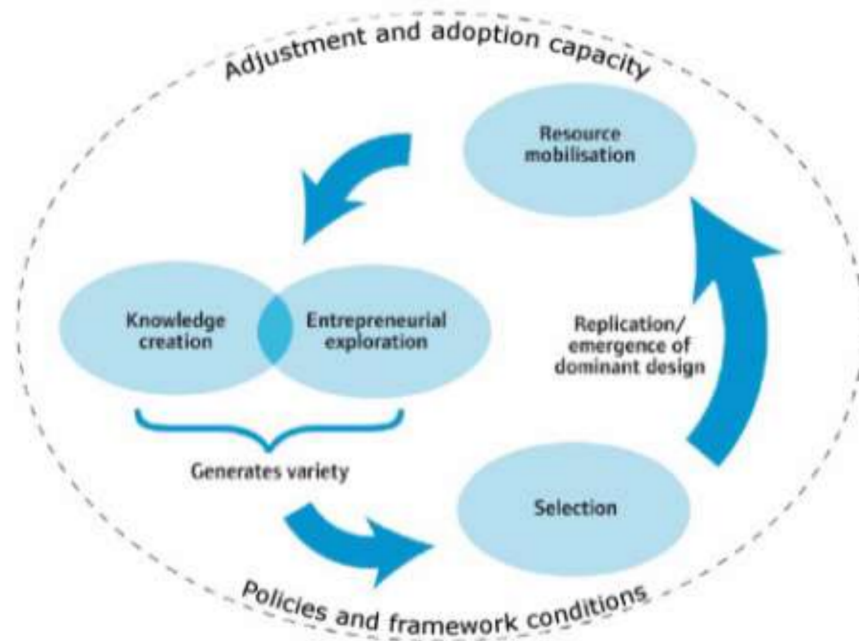 Adjustment and adoption capacity
Resource
mobilisation
Knowledge
creation
Entrepreneurial
exploration
Replication/
emergence of
dominant design
Generates variety
Selection
Policies and framework conditions